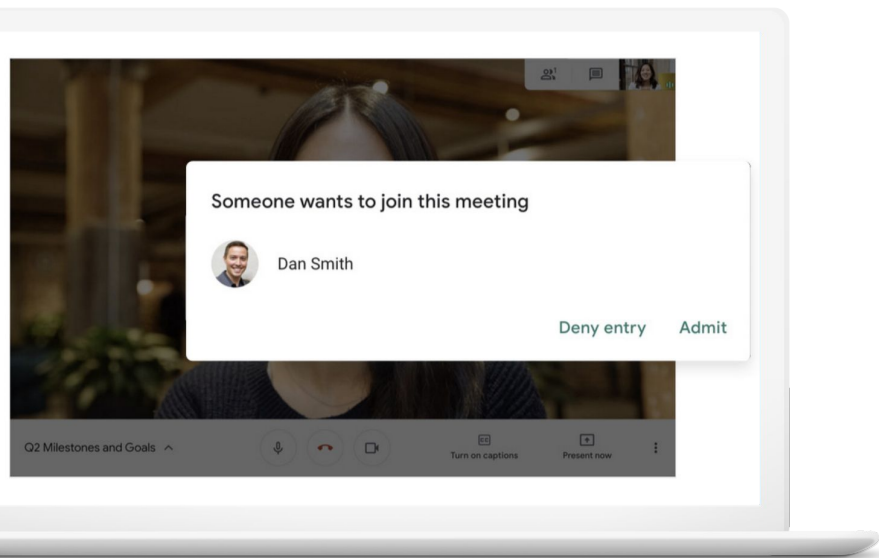 1
Someone wants to join this meeting
Dan Smith
Deny entry Admit
Q2 Milestones and Goals
Turn on captions
Present now